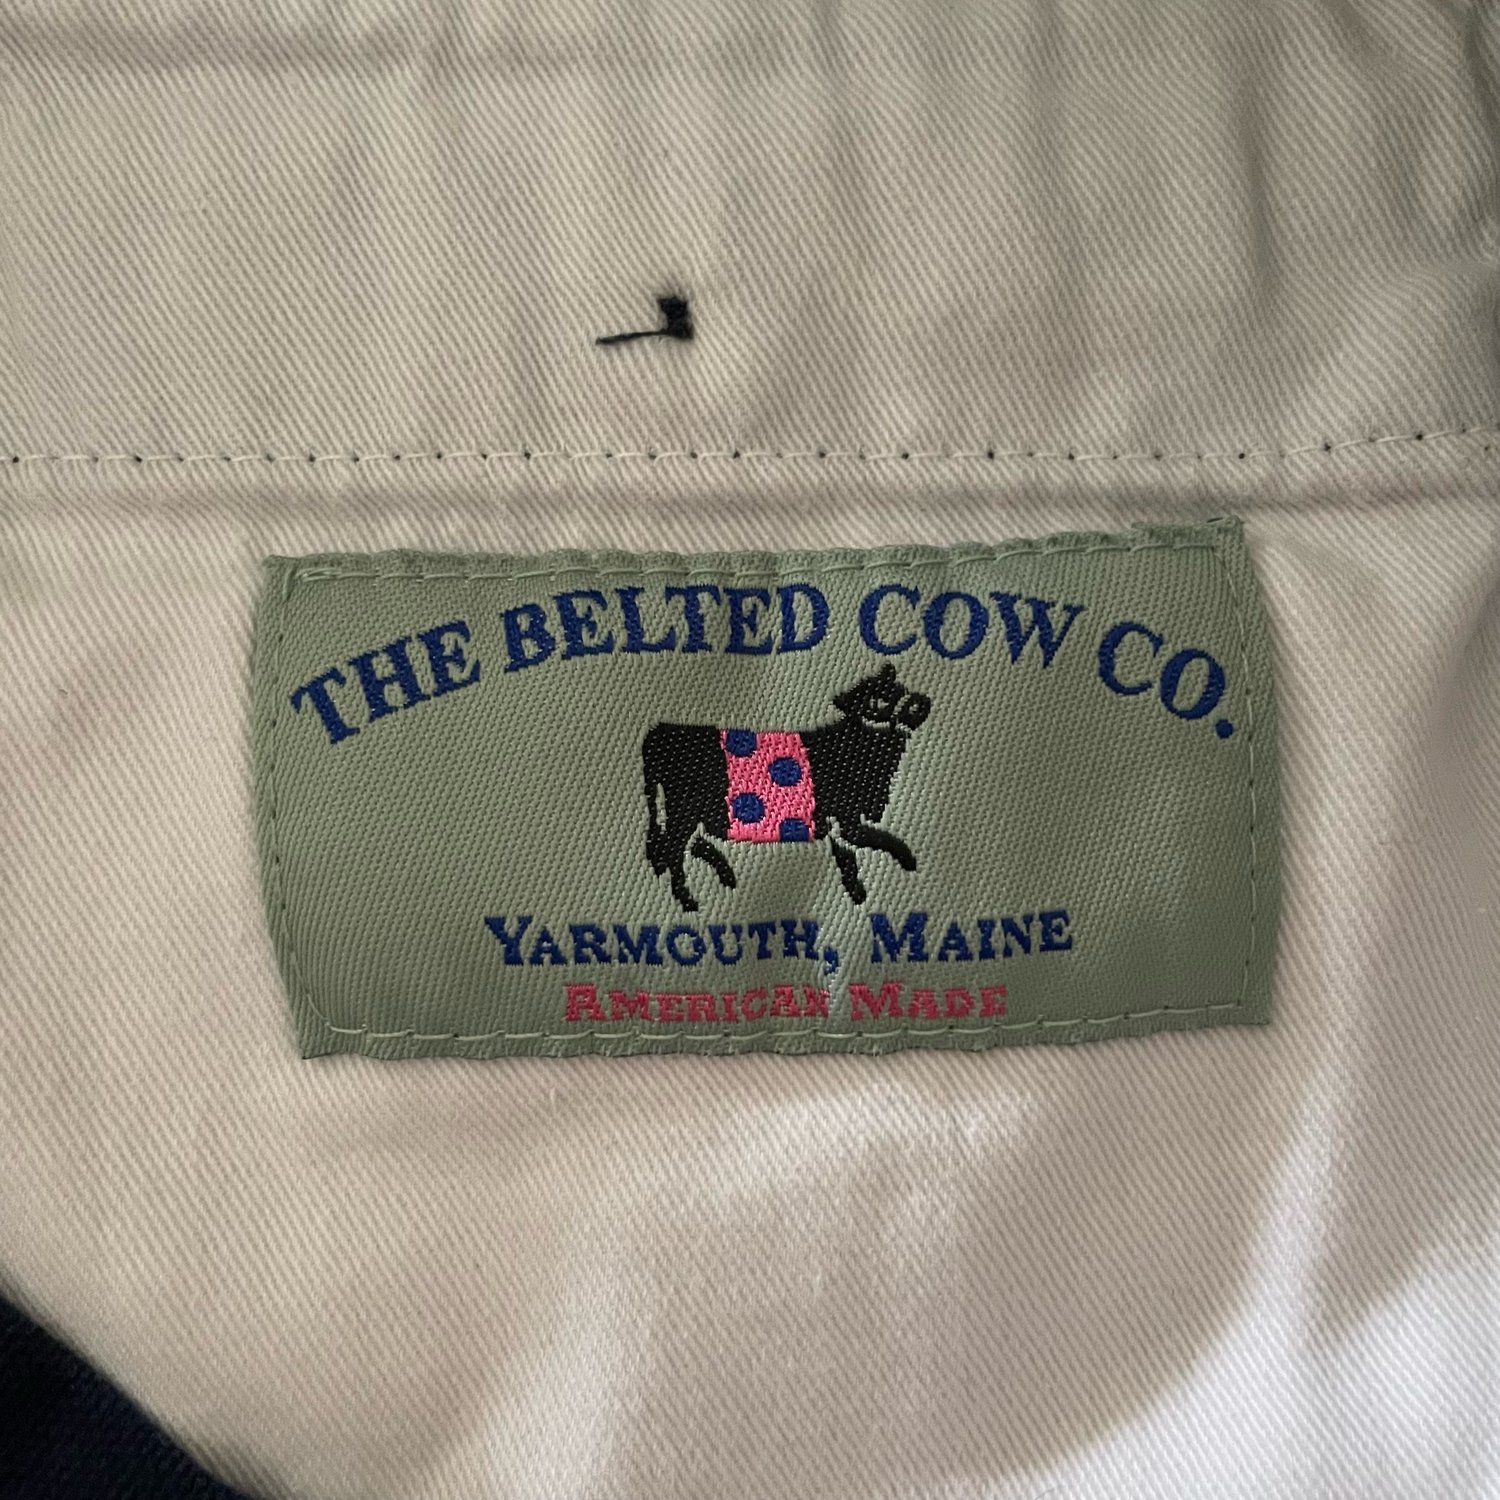 THE BELTED COW CO.
YARMOUTH, MAINE
AMERICAN MADE